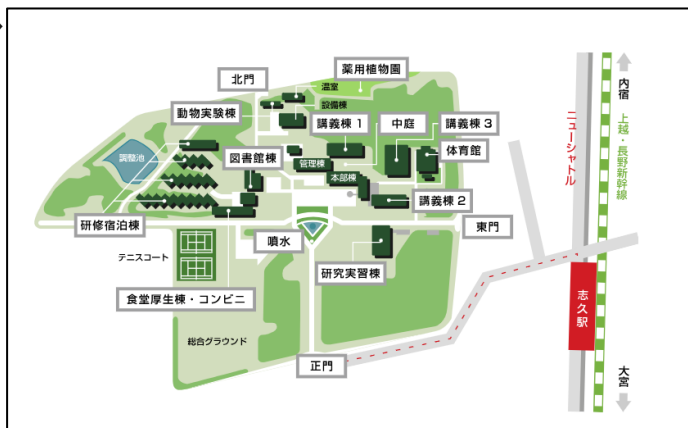 薬用植物園
北門
温室
内宿
動物実験棟
設備棟
講義棟1
中庭
講義棟3
体育館
ニューシャトル
上越・長野新幹線
調整池
図書館棟
管理棟
本部棟
講義棟2
研修宿泊棟
噴水
東門
テニスコート
研究実習棟
食堂厚生棟・コンビニ
志久駅
総合グラウンド
正門
大宮